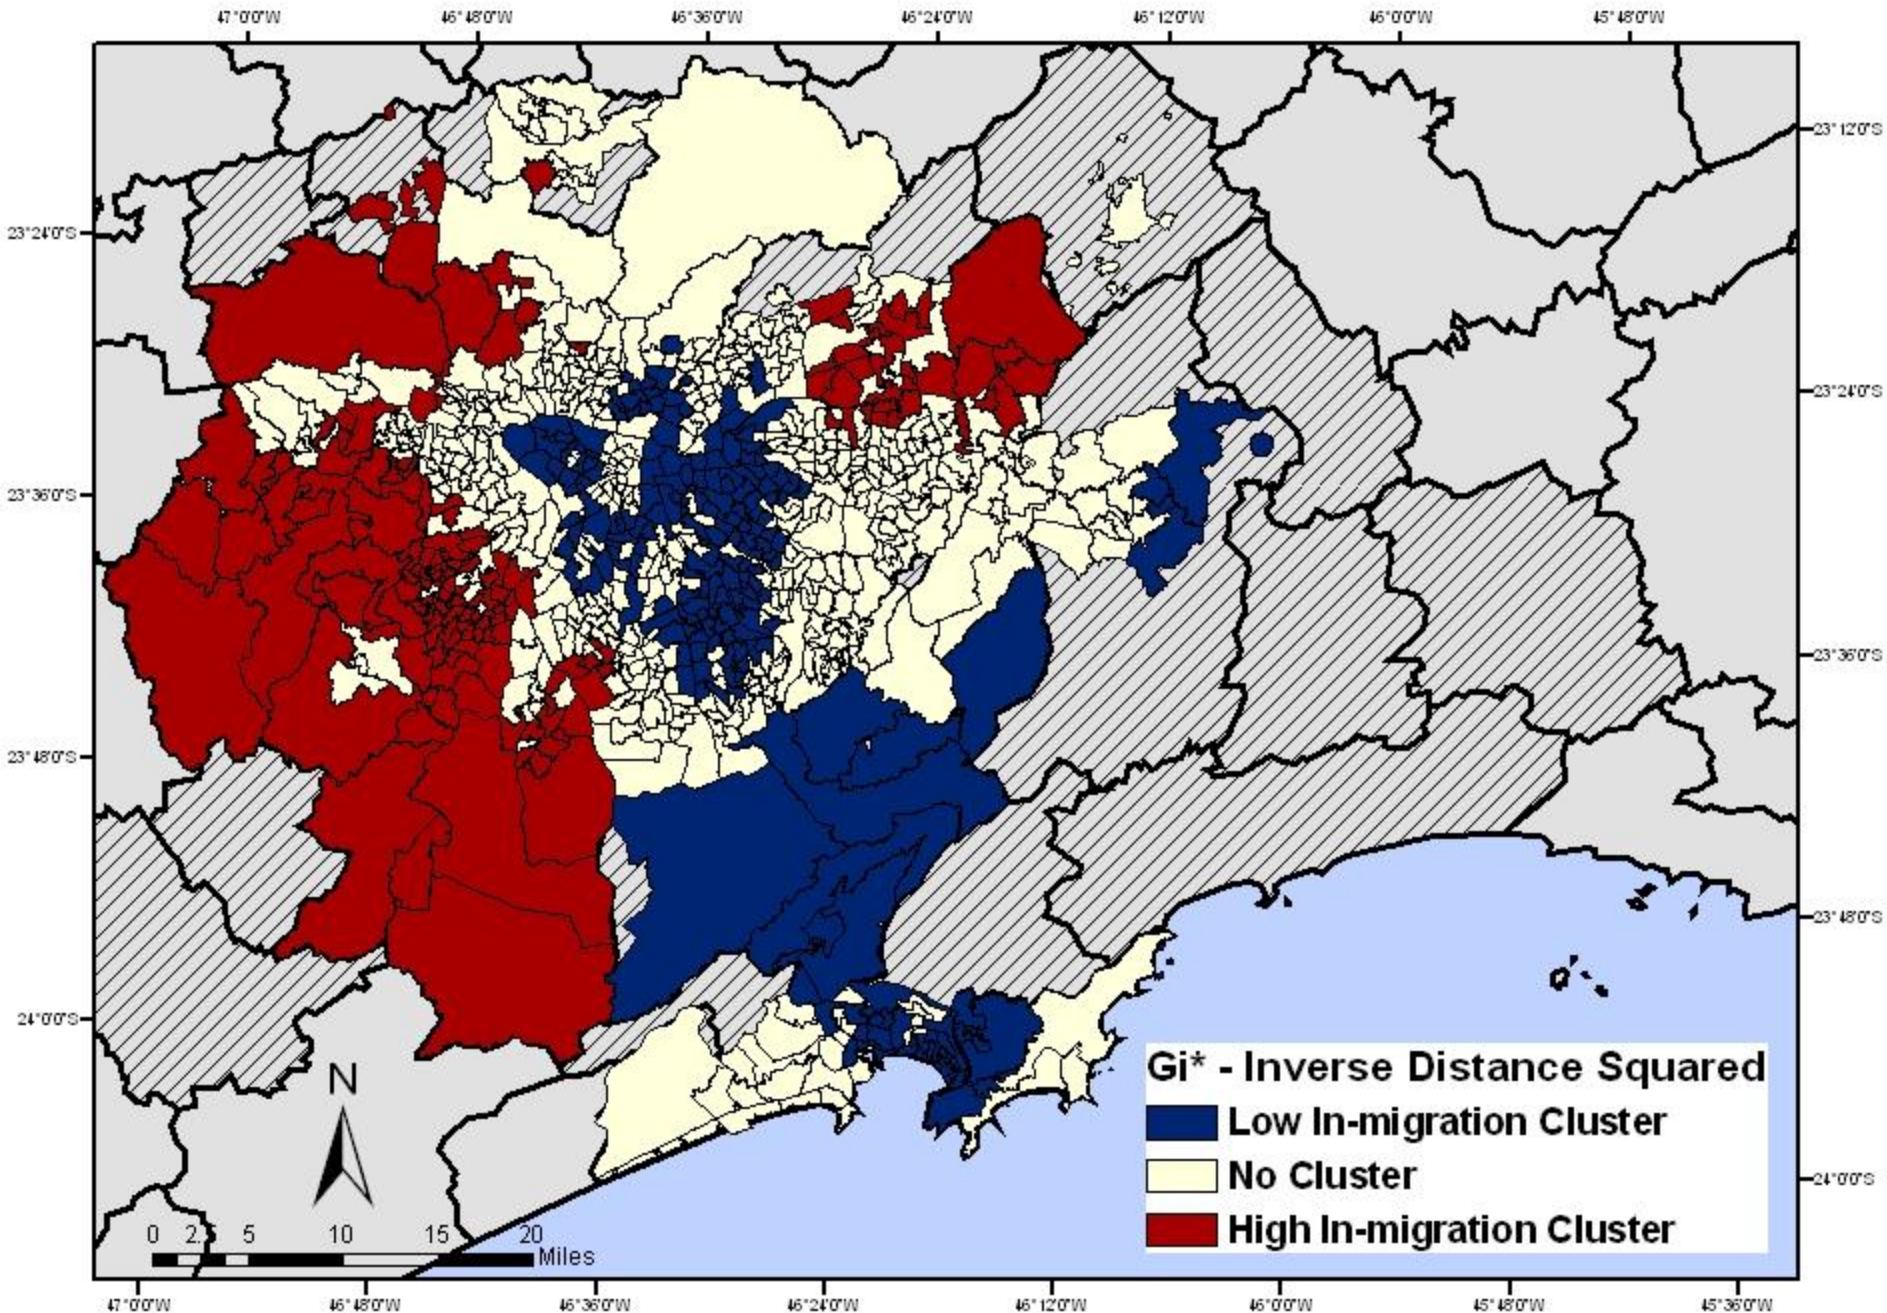 47°0'0"W 46°48'0"W 46°36'0"W 46°24'0"W 46°12'0"W 46°0'0"W 45°48'0"W
23°12'0"S
23°24'0"S
23°24'0"S
23°36'0"S
23°36'0"S
23°48'0"S
23°48'0"S
24°0'0"S
Gi* - Inverse Distance Squared
Low In-migration Cluster
No Cluster
High In-migration Cluster
24°0'0"S
N
0 2.5 5 10 15 20
Miles
47°0'0"W 46°48'0"W 46°36'0"W 46°24'0"W 46°12'0"W 46°0'0"W 45°48'0"W 45°36'0"W